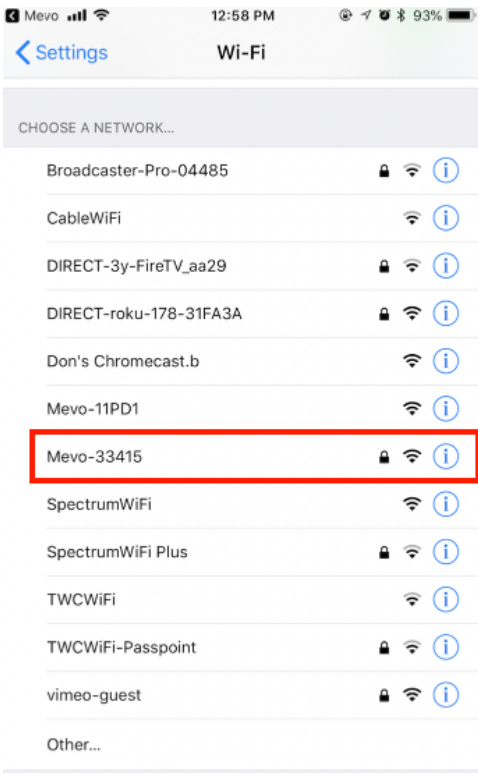 Mevo 12:58 PM 93%
Settings Wi-Fi
CHOOSE A NETWORK...
Broadcaster-Pro-04485
CableWiFi
DIRECT-3y-FireTV_aa29
DIRECT-roku-178-31FA3A
Don's Chromecast.b
Mevo-11PD1
Mevo-33415
SpectrumWiFi
SpectrumWiFi Plus
TWCWiFi
TWCWiFi-Passpoint
vimeo-guest
Other...